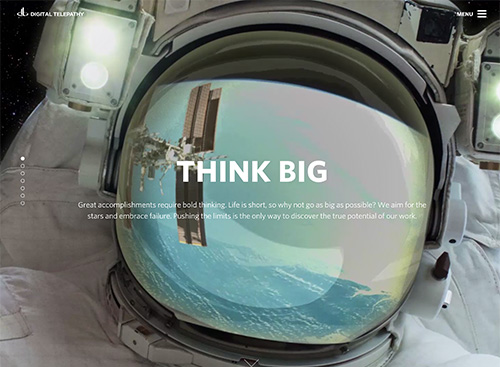 DIGITAL TELEPATHY
MENU
THINK BIG
Great accomplishments require bold thinking. Life is short, so why not go as big as possible? We aim for the
stars and embrace failure. Pushing the limits is the only way to discover the true potential of our work.